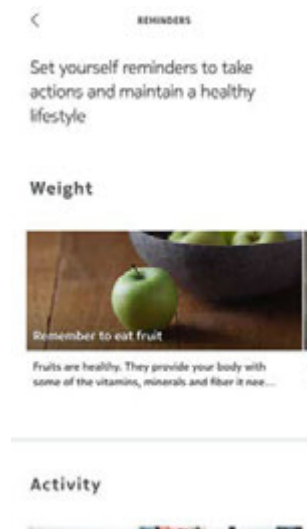 REMINDERS
Set yourself reminders to take
actions and maintain a healthy
lifestyle
Weight
Remember to eat fruit
Fruits are healthy. They provide your body with
some of the vitamins, minerals and fiber it nee...
Activity